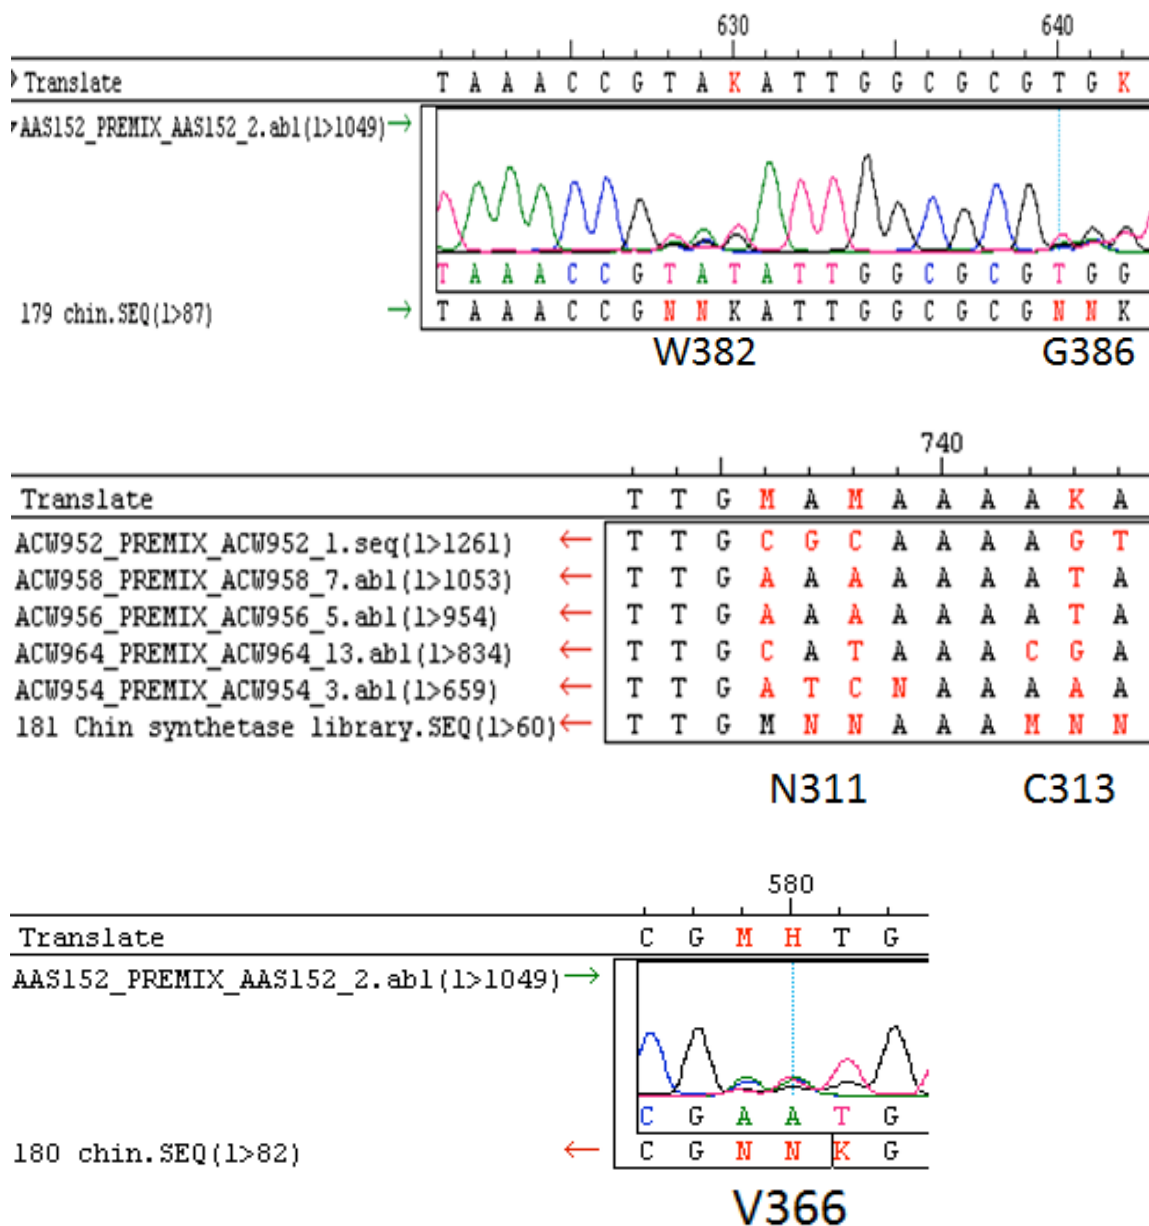 630 640
Translate T A A A C C G T A K A T T G G C G C G T G K
AAS152_PREMIX_AAS152_2.abl(1>1049)
T A A A C C G T A T A T T G G C G C G T G G
179 chin.SEQ(1>87) T A A A C C G N N K A T T G G C G C G N N K
W382 G386
740
Translate T T G M A M A A A A K A
ACW952_PREMIX_ACW952_1.seq(1>1261) ← T T G C G C A A A A G T
ACW958_PREMIX_ACW958_7.abl(1>1053) ← T T G A A A A A A A T A
ACW956_PREMIX_ACW956_5.abl(1>954) ← T T G A A A A A A A T A
ACW964_PREMIX_ACW964_13.abl(1>834) ← T T G C A T A A A C G A
ACW954_PREMIX_ACW954_3.abl(1>659) ← T T G A T C N A A A A A
181 Chin synthetase library.SEQ(1>60) ← T T G M N N A A A M N N
N311 C313
580
Translate C G M H T G
AAS152_PREMIX_AAS152_2.abl(1>1049) →
C G A A T G
180 chin.SEQ(1>82) ← C G N N K G
V366